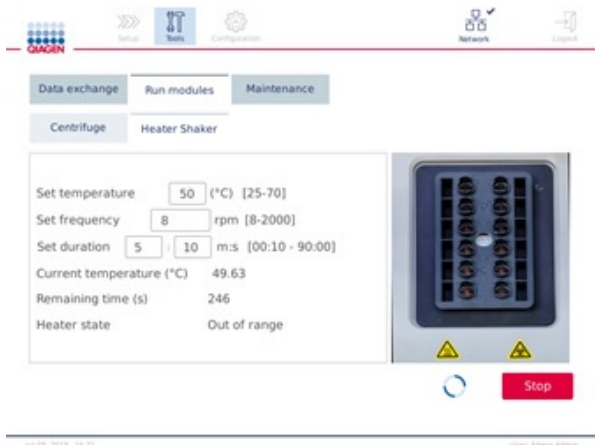 Setup Tools Configuration Network Logout
QIAGEN
Data exchange Run modules Maintenance
Centrifuge Heater Shaker
Set temperature 50 (°C) [25-70]
Set frequency 8 rpm [8-2000]
Set duration 5 : 10 m:s [00:10 - 90:00]
Current temperature (°C) 49.63
Remaining time (s) 246
Heater state Out of range
Stop